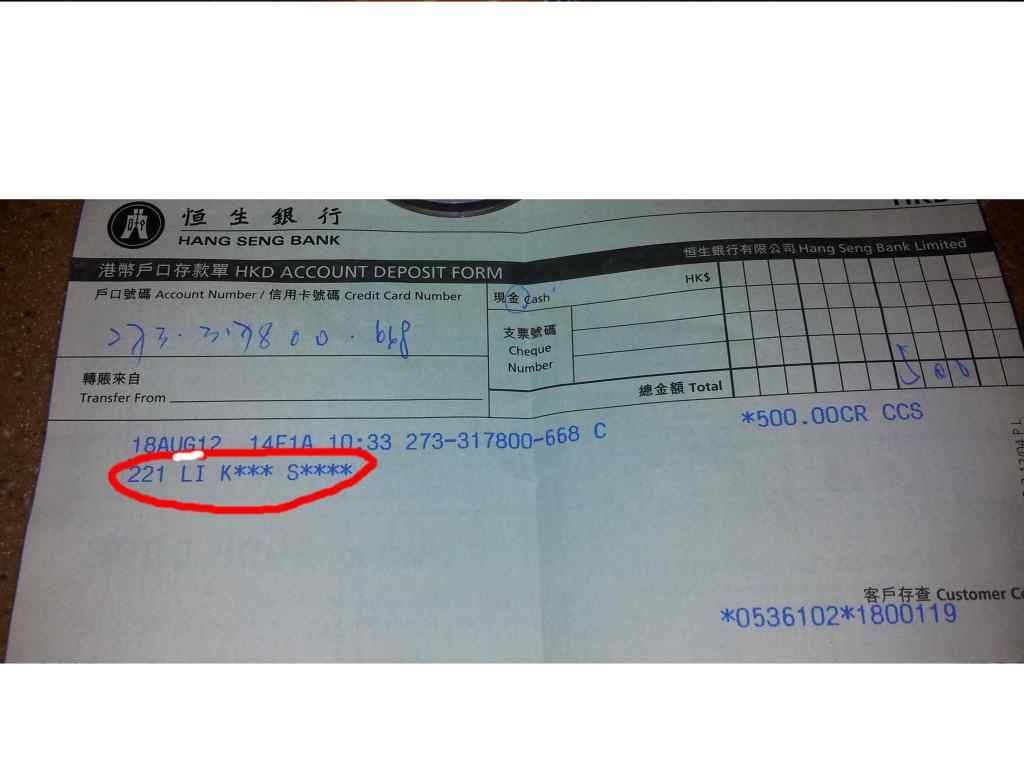 恒生銀行
HANG SENG BANK
港幣戶口存款單 HKD ACCOUNT DEPOSIT FORM
恒生銀行有限公司 Hang Seng Bank Limited
戶口號碼 Account Number / 信用卡號碼 Credit Card Number
273-317800-668
轉賬來自
Transfer From
現金 Cash
HK$
支票號碼
Cheque
Number
總金額 Total
500
18AUG12 14F1A 10:33 273-317800-668 C
*500.00CR CCS
221 LI K*** S****
客戶存查 Customer
*0536102*1800119